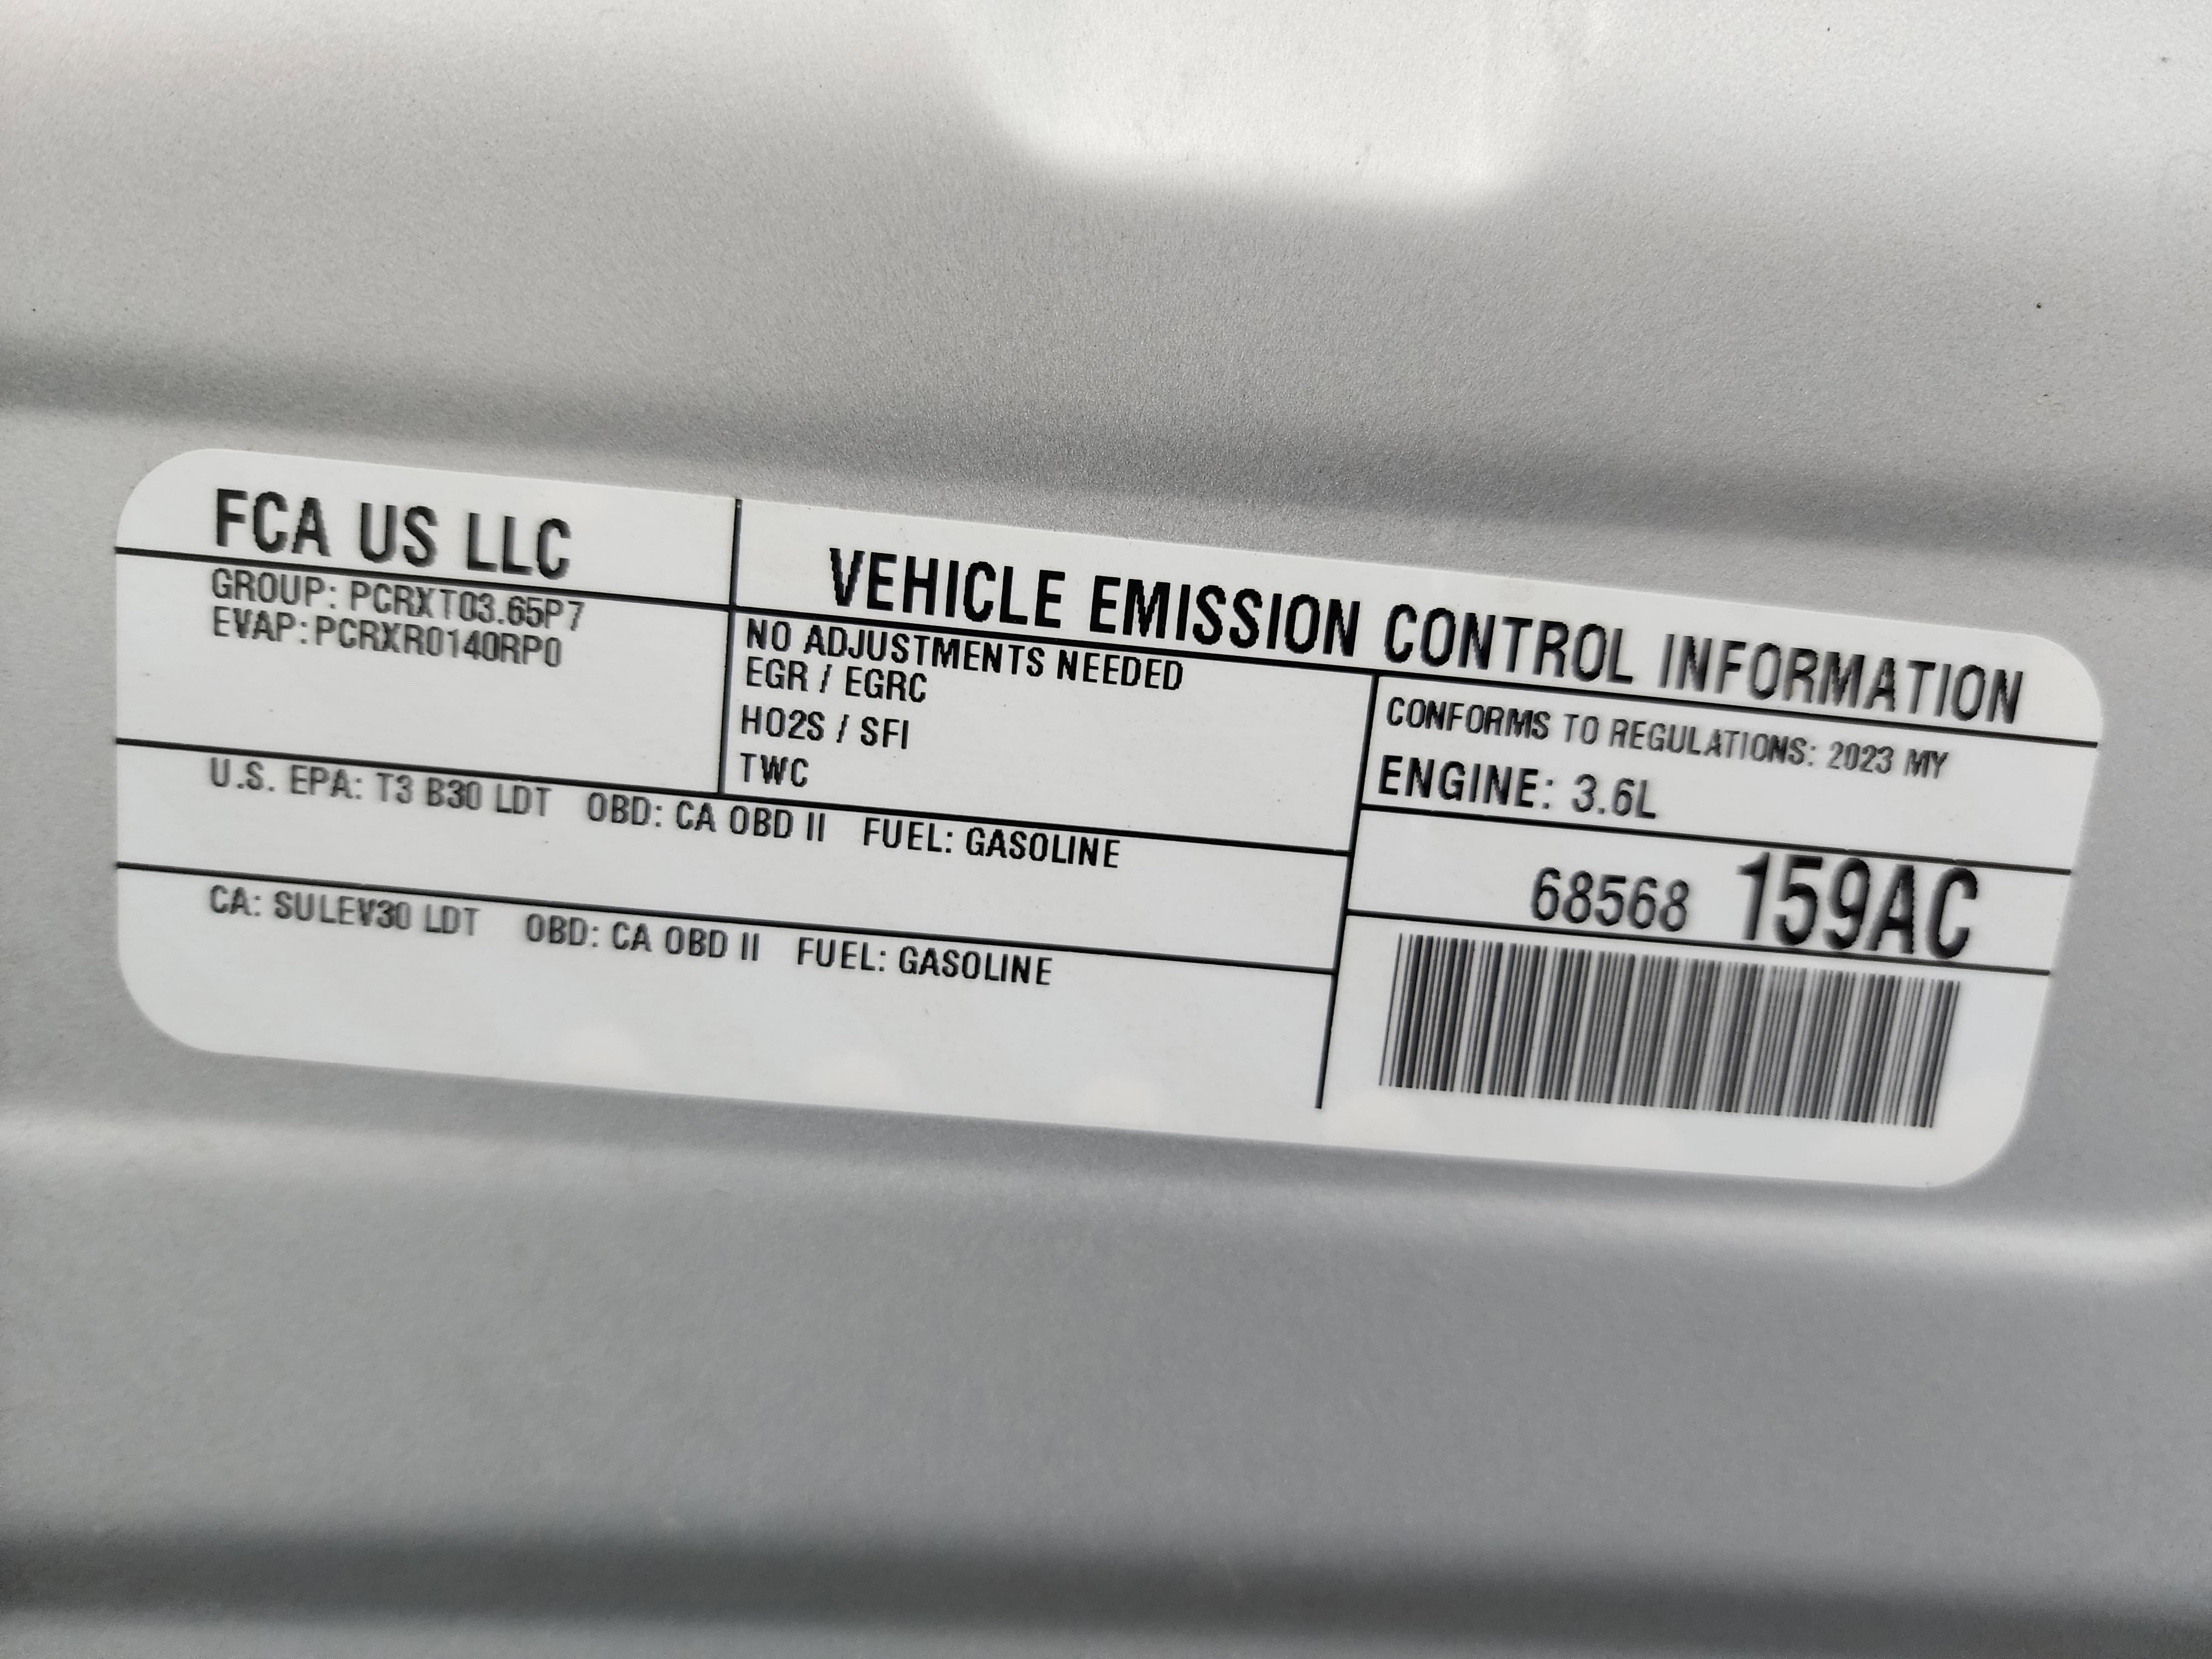 FCA US LLC
VEHICLE EMISSION CONTROL INFORMATION
GROUP: PCRXT03.65P7
EVAP: PCRXR0140RP0
NO ADJUSTMENTS NEEDED
EGR / EGRC
HO2S / SFI
TWC
CONFORMS TO REGULATIONS: 2023 MY
ENGINE: 3.6L
U.S. EPA: T3 B30 LDT OBD: CA OBD II FUEL: GASOLINE
CA: SULEV30 LDT OBD: CA OBD II FUEL: GASOLINE
68568 159AC